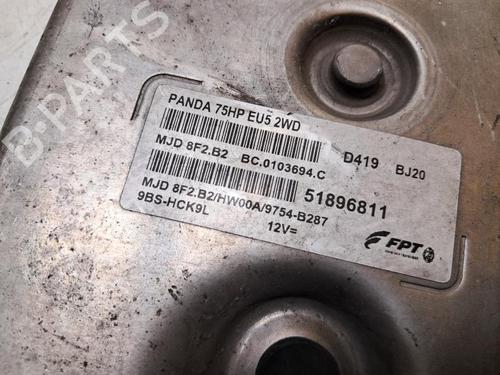 B-PARTS
PANDA 75HP EU5 2WD
D419 BJ20
MJD 8F2.B2 BC.0103694.C
51896811
MJD 8F2.B2/HW00A/9754-B287
9BS-HCK9L
12V=
FPT